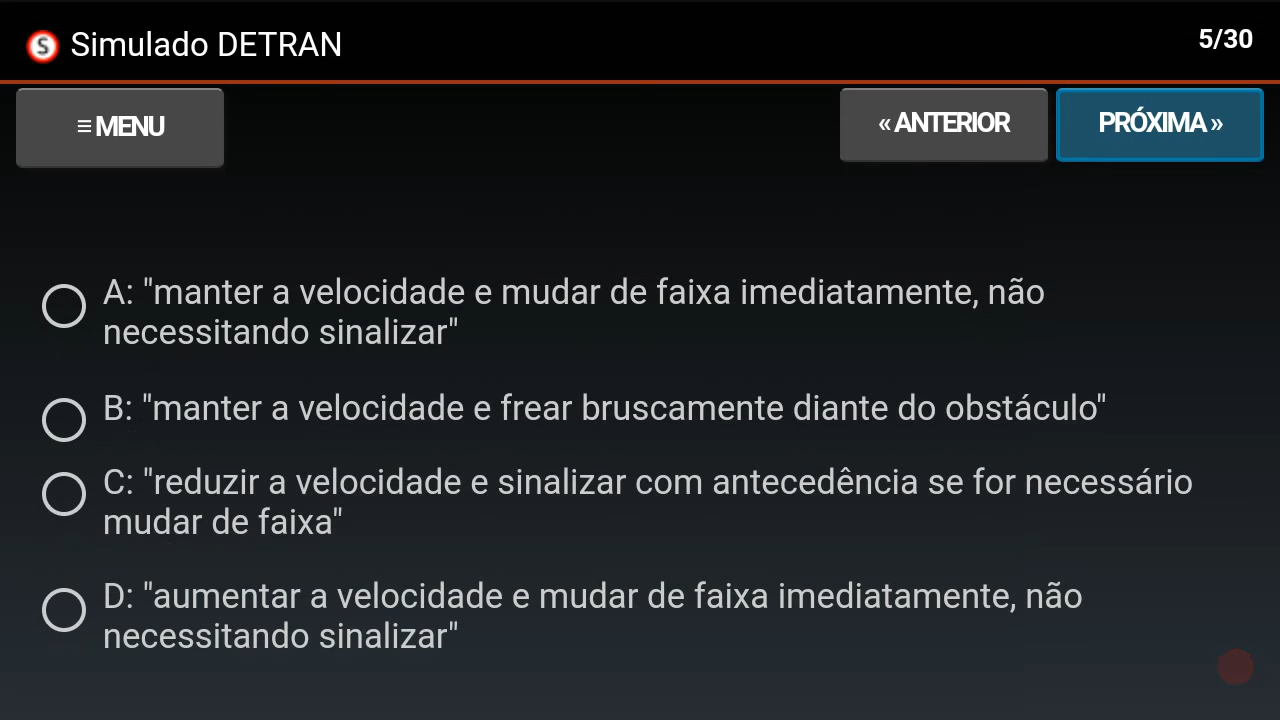 S Simulado DETRAN
5/30
≡ MENU
« ANTERIOR
PRÓXIMA »
A: "manter a velocidade e mudar de faixa imediatamente, não
necessitando sinalizar"
B: "manter a velocidade e frear bruscamente diante do obstáculo"
C: "reduzir a velocidade e sinalizar com antecedência se for necessário
mudar de faixa"
D: "aumentar a velocidade e mudar de faixa imediatamente, não
necessitando sinalizar"